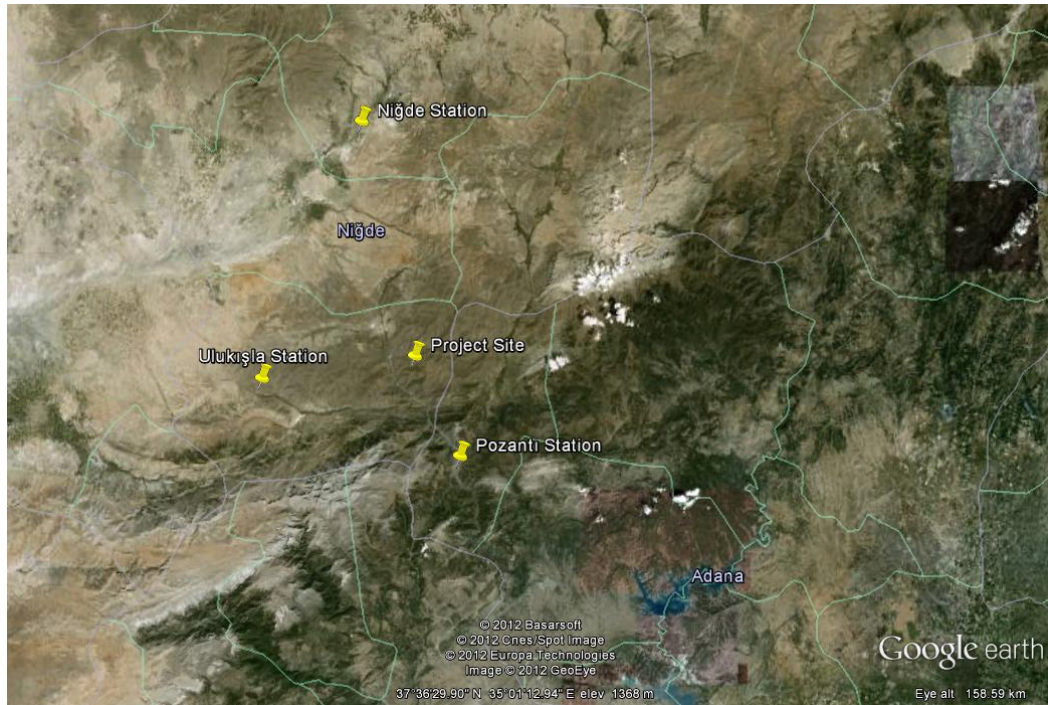 Niğde Station
Niğde
Project Site
Ulukışla Station
Pozantı Station
Adana
© 2012 Basarsoft
© 2012 Cnes/Spot Image
© 2012 Europa Technologies
Image © 2012 GeoEye
Google earth
37°36'29.90" N 35°01'12.94" E elev 1368 m
Eye alt 158.59 km